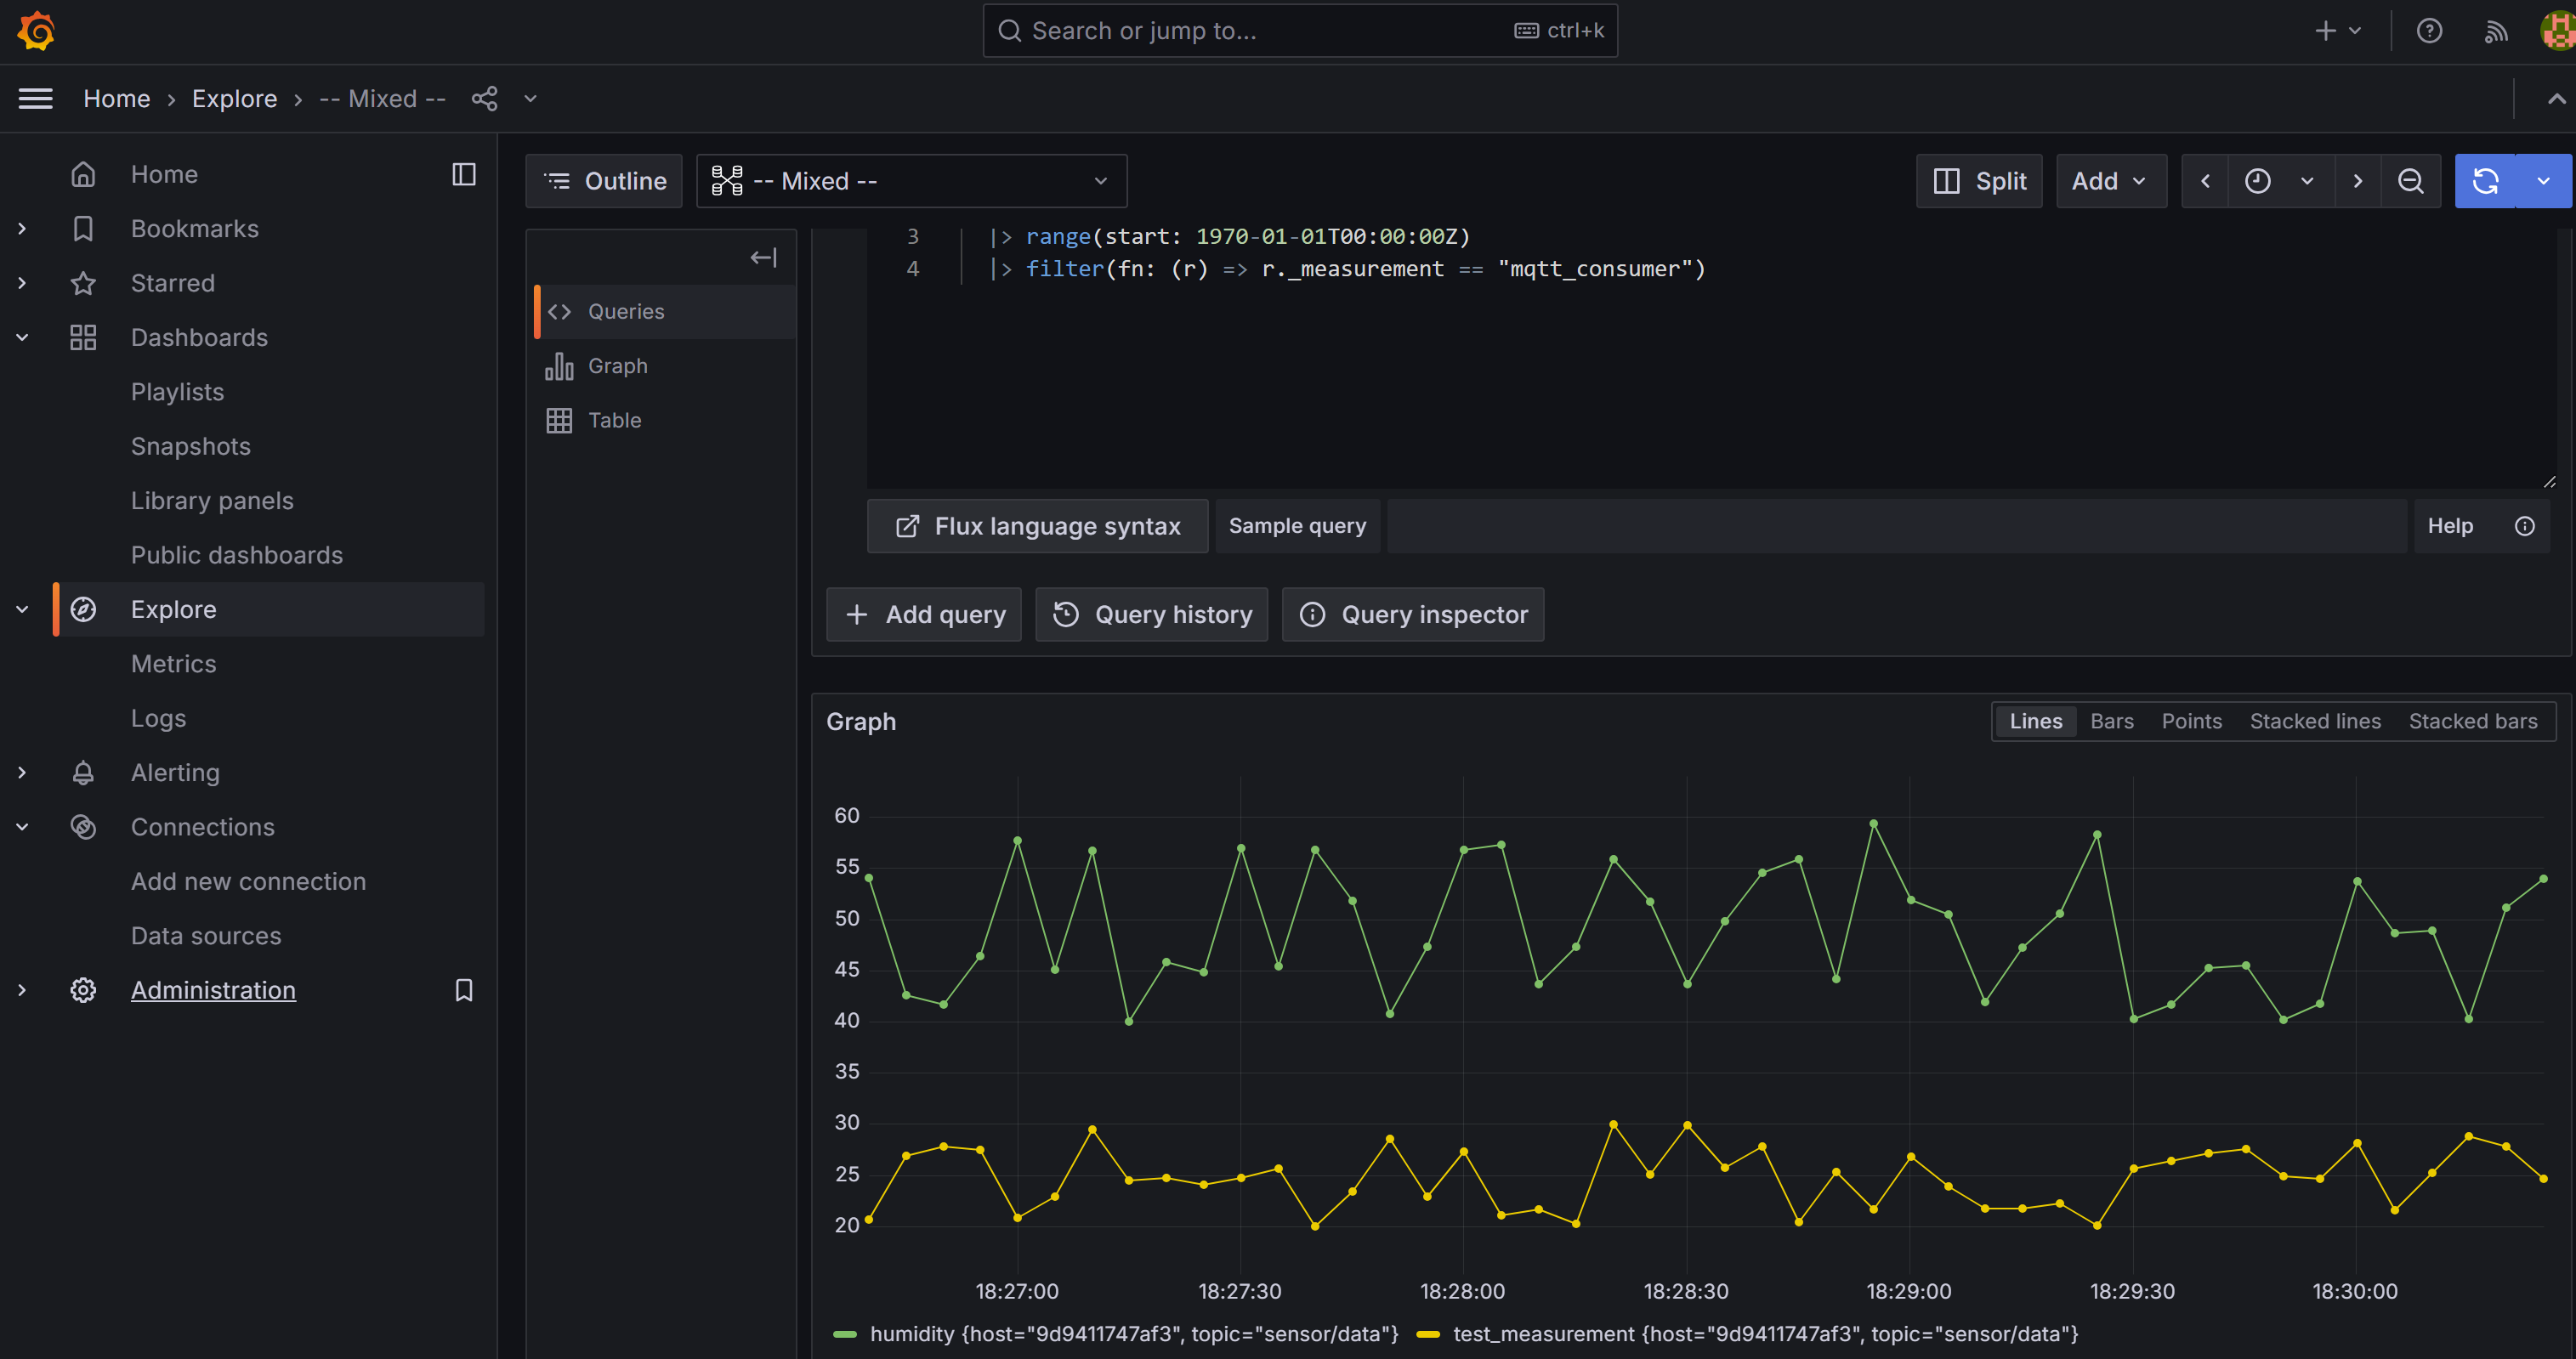 Search or jump to...
ctrl+k
Home
Explore
-- Mixed --
Home
Bookmarks
Starred
Dashboards
Playlists
Snapshots
Library panels
Public dashboards
Explore
Metrics
Logs
Alerting
Connections
Add new connection
Data sources
Administration
Outline
-- Mixed --
Split
Add
Queries
Graph
Table
3 |> range(start: 1970-01-01T00:00:00Z)
4 |> filter(fn: (r) => r._measurement == "mqtt_consumer")
Flux language syntax
Sample query
Help
Add query
Query history
Query inspector
Graph
Lines
Bars
Points
Stacked lines
Stacked bars
60
55
50
45
40
35
30
25
20
18:27:00
18:27:30
18:28:00
18:28:30
18:29:00
18:29:30
18:30:00
humidity {host="9d9411747af3", topic="sensor/data"}
test_measurement {host="9d9411747af3", topic="sensor/data"}